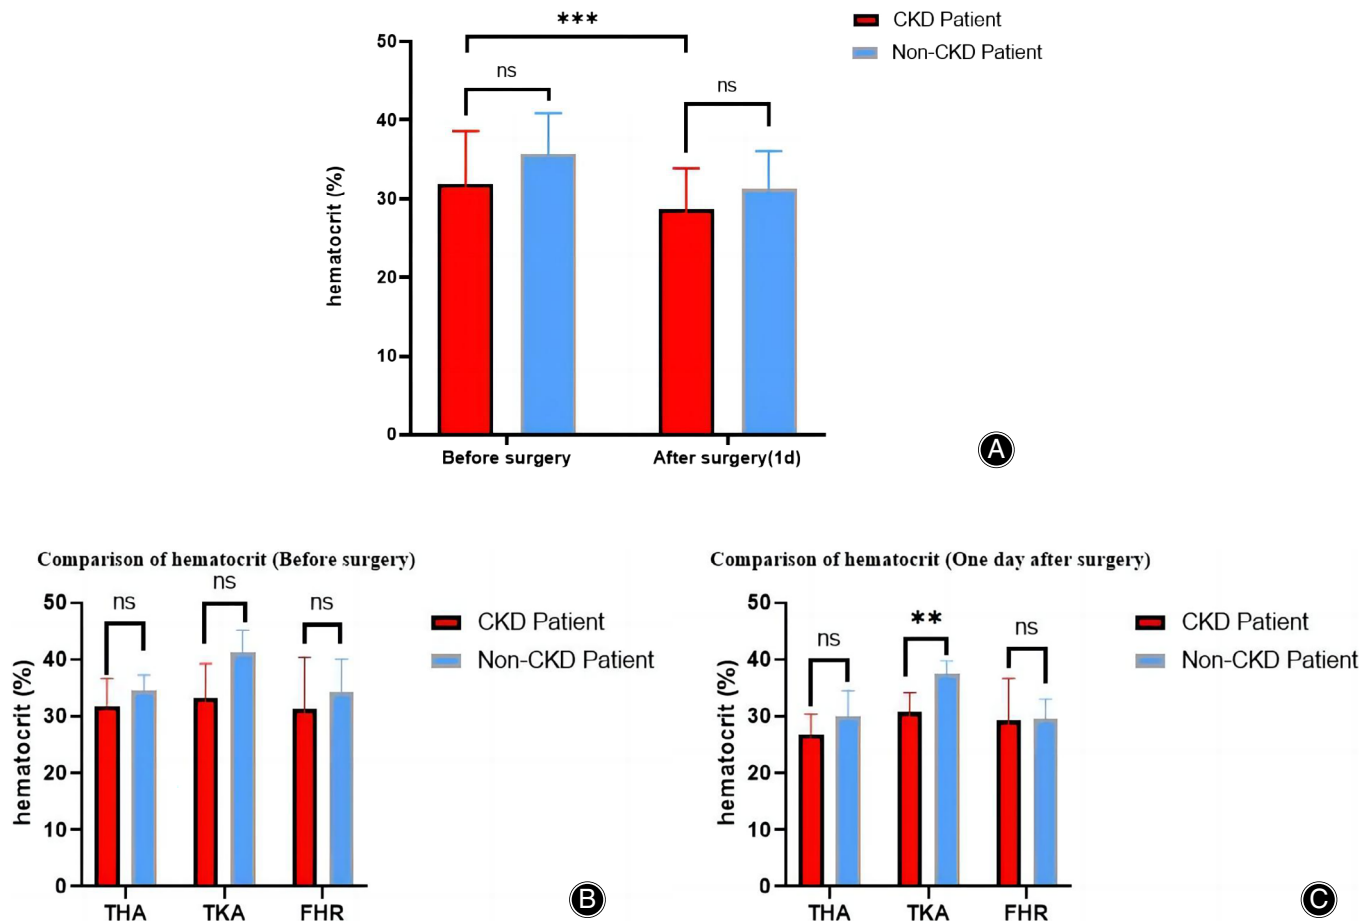 ***
CKD Patient
Non-CKD Patient
ns
ns
50
40
30
20
10
0
hematocrit (%)
Before surgery
After surgery(1d)
A
Comparison of hematocrit (Before surgery)
ns
ns
ns
CKD Patient
Non-CKD Patient
50
40
30
20
10
0
hematocrit (%)
THA
TKA
FHR
B
Comparison of hematocrit (One day after surgery)
ns
**
ns
CKD Patient
Non-CKD Patient
50
40
30
20
10
0
hematocrit (%)
THA
TKA
FHR
C